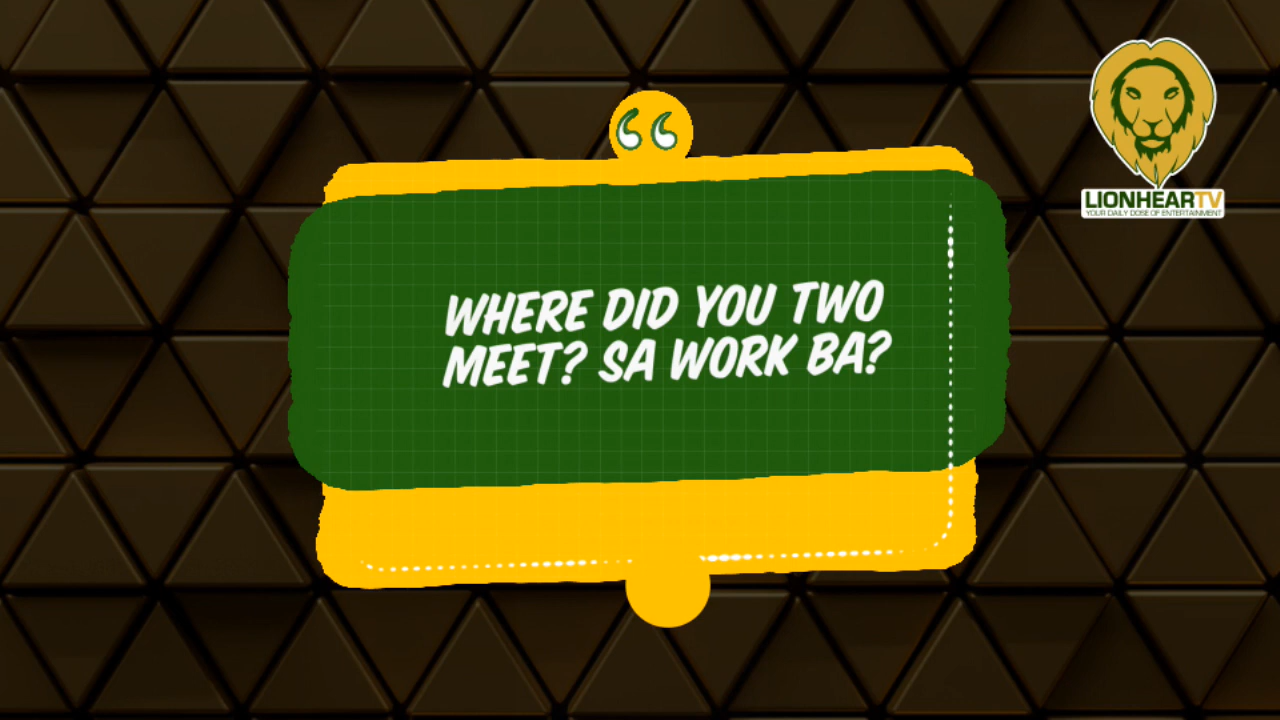 LIONHEARTV
YOUR DAILY DOSE OF ENTERTAINMENT
WHERE DID YOU TWO
MEET? SA WORK BA?